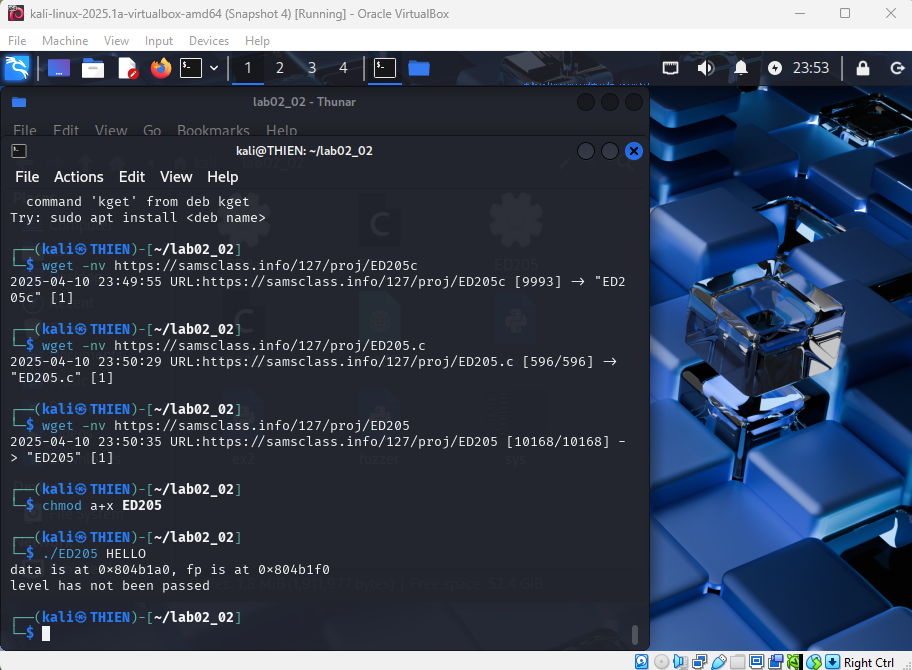 kali-linux-2025.1a-virtualbox-amd64 (Snapshot 4) [Running] - Oracle VirtualBox
File Machine View Input Devices Help
1 2 3 4 23:53
lab02_02 - Thunar
File Edit View Go Bookmarks Help
kali@THIEN: ~/lab02_02
File Actions Edit View Help
command 'kget' from deb kget
Try: sudo apt install <deb name>
┌──(kali㉿THIEN)-[~/lab02_02]
└─$ wget -nv https://samsclass.info/127/proj/ED205c
2025-04-10 23:49:55 URL:https://samsclass.info/127/proj/ED205c [9993] -> "ED2
05c" [1]
┌──(kali㉿THIEN)-[~/lab02_02]
└─$ wget -nv https://samsclass.info/127/proj/ED205.c
2025-04-10 23:50:29 URL:https://samsclass.info/127/proj/ED205.c [596/596] ->
"ED205.c" [1]
┌──(kali㉿THIEN)-[~/lab02_02]
└─$ wget -nv https://samsclass.info/127/proj/ED205
2025-04-10 23:50:35 URL:https://samsclass.info/127/proj/ED205 [10168/10168] -
> "ED205" [1]
┌──(kali㉿THIEN)-[~/lab02_02]
└─$ chmod a+x ED205
┌──(kali㉿THIEN)-[~/lab02_02]
└─$ ./ED205 HELLO
data is at 0x804b1a0, fp is at 0x804b1f0
level has not been passed
┌──(kali㉿THIEN)-[~/lab02_02]
└─$
Right Ctrl